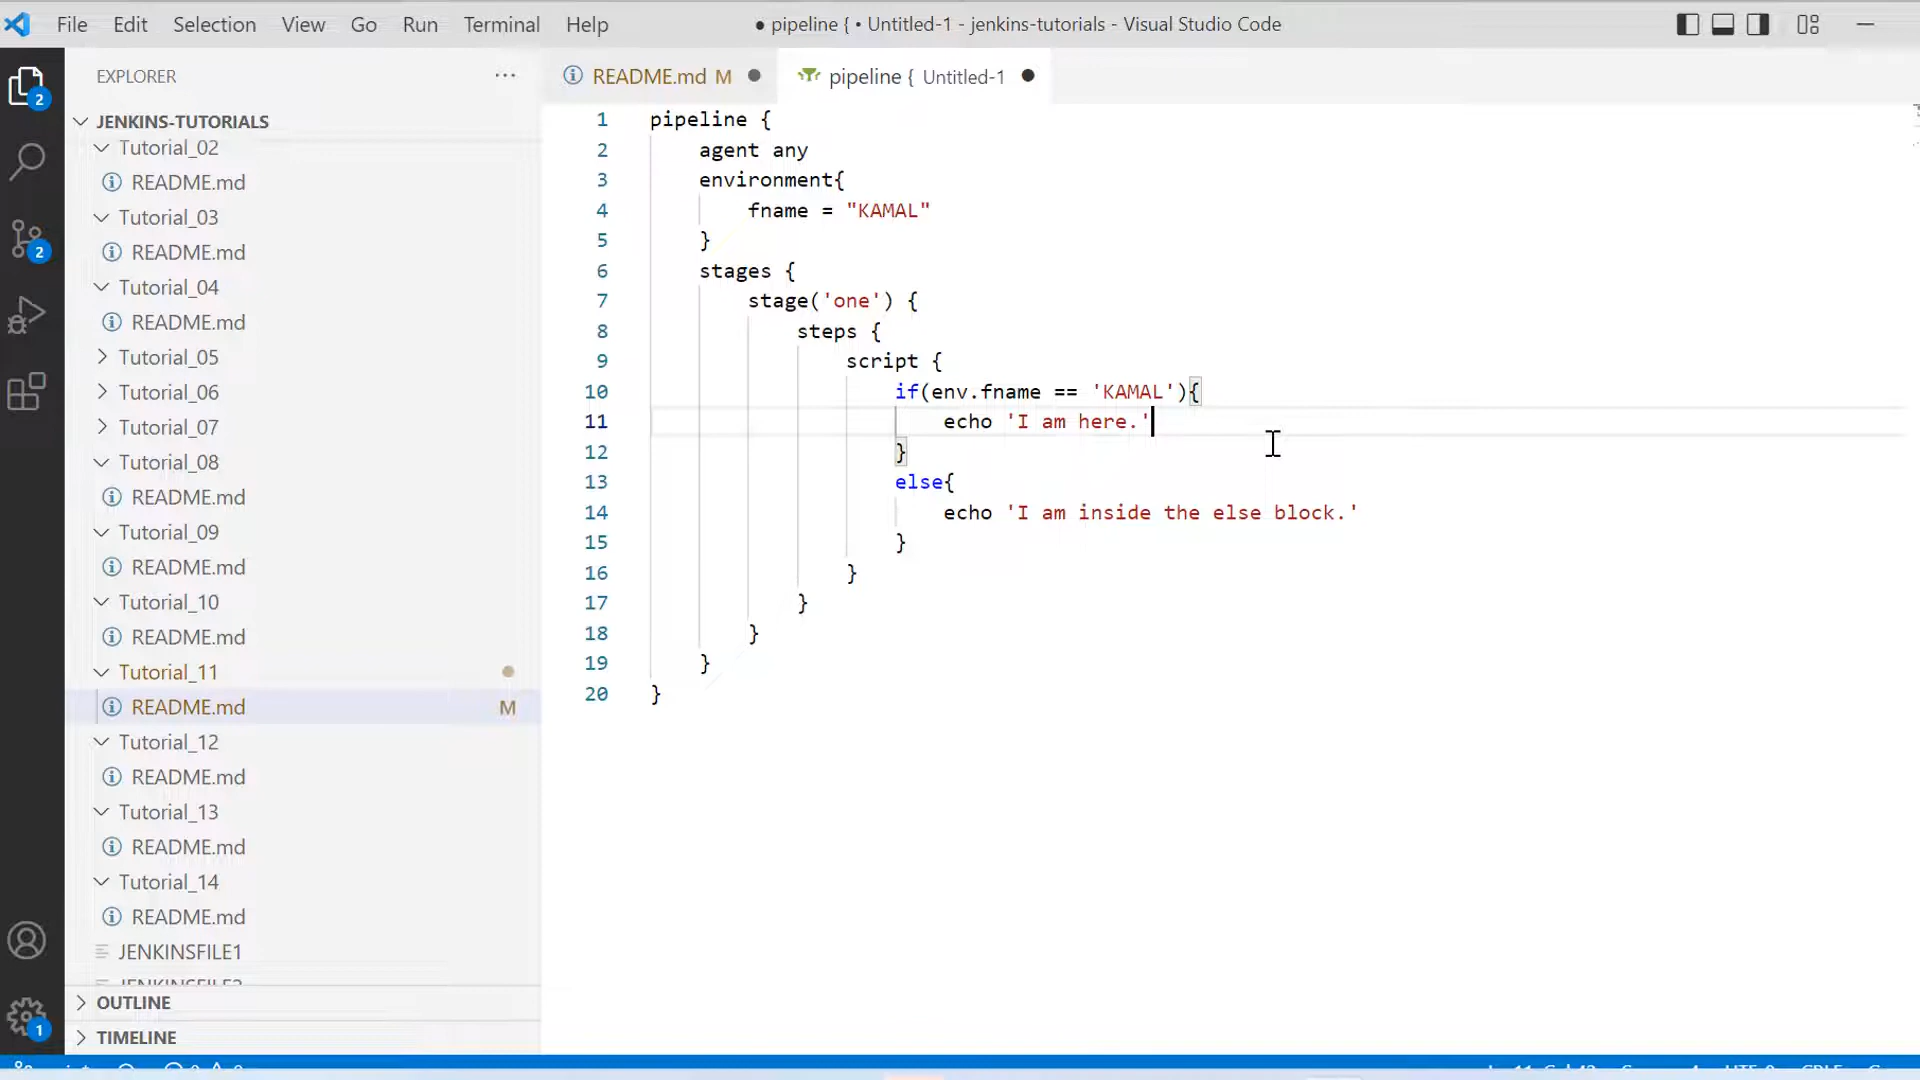 File Edit Selection View Go Run Terminal Help ● pipeline { • Untitled-1 - jenkins-tutorials - Visual Studio Code
EXPLORER ···
README.md M ● pipeline { Untitled-1 ●
JENKINS-TUTORIALS
Tutorial_02
README.md
Tutorial_03
README.md
Tutorial_04
README.md
Tutorial_05
Tutorial_06
Tutorial_07
Tutorial_08
README.md
Tutorial_09
README.md
Tutorial_10
README.md
Tutorial_11
README.md M
Tutorial_12
README.md
Tutorial_13
README.md
Tutorial_14
README.md
JENKINSFILE1
OUTLINE
TIMELINE
2
2
1
1 pipeline {
2 agent any
3 environment{
4 fname = "KAMAL"
5 }
6 stages {
7 stage('one') {
8 steps {
9 script {
10 if(env.fname == 'KAMAL'){
11 echo 'I am here.'
12 }
13 else{
14 echo 'I am inside the else block.'
15 }
16 }
17 }
18 }
19 }
20 }